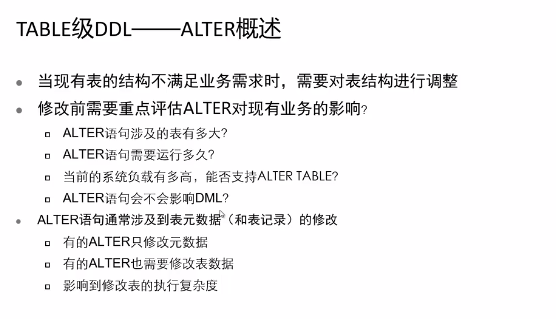 TABLE级DDL——ALTER概述
当现有表的结构不满足业务需求时，需要对表结构进行调整
修改前需要重点评估ALTER对现有业务的影响?
ALTER语句涉及的表有多大?
ALTER语句需要运行多久?
当前的系统负载有多高，能否支持ALTER TABLE?
ALTER语句会不会影响DML?
ALTER语句通常涉及到表元数据（和表记录）的修改
有的ALTER只修改元数据
有的ALTER也需要修改表数据
影响到修改表的执行复杂度